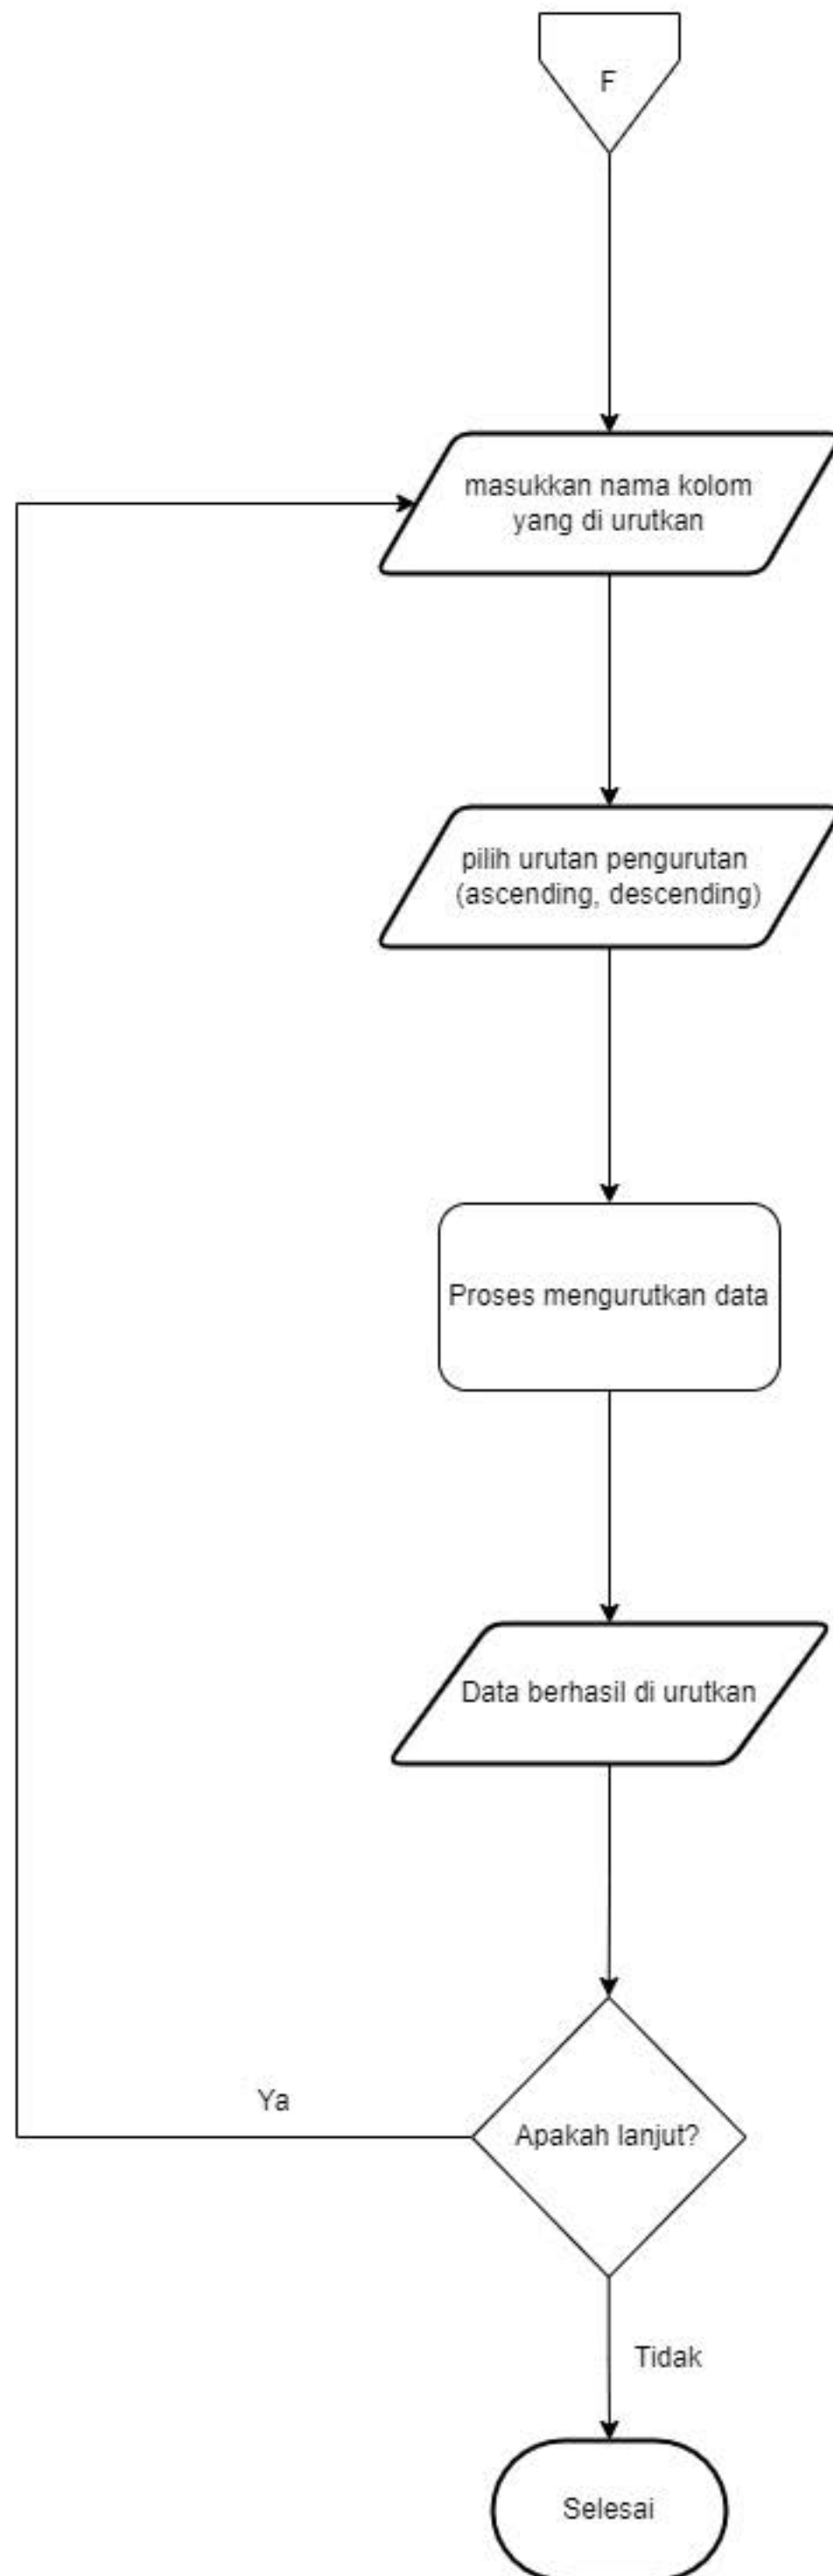 F
masukkan nama kolom
yang di urutkan
pilih urutan pengurutan
(ascending, descending)
Proses mengurutkan data
Data berhasil di urutkan
Apakah lanjut?
Ya
Tidak
Selesai